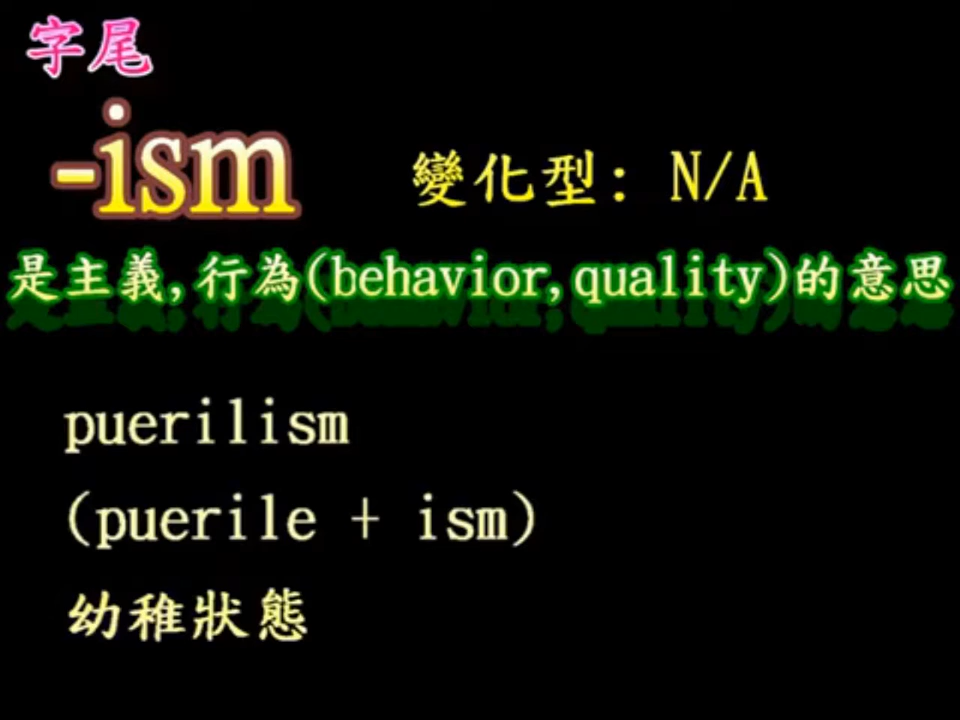 字尾
-ism
變化型: N/A
是主義,行為(behavior,quality)的意思
puerilism
(puerile + ism)
幼稚狀態